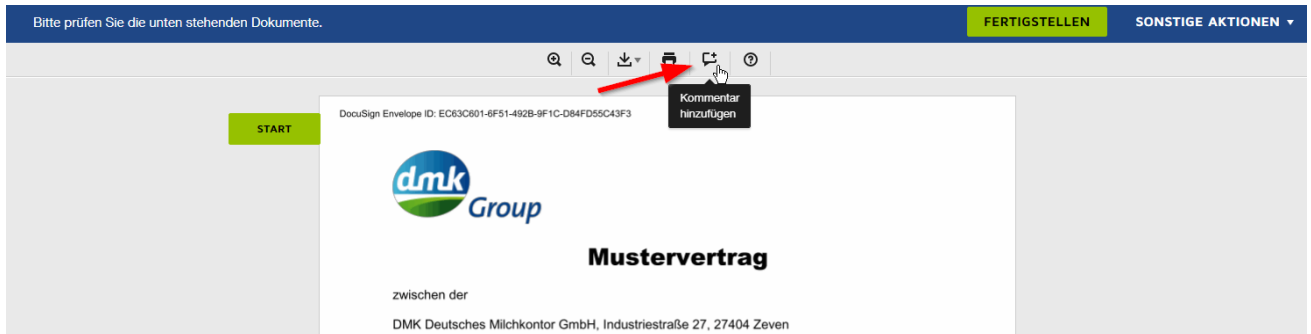 Bitte prüfen Sie die unten stehenden Dokumente.
FERTIGSTELLEN
SONSTIGE AKTIONEN
Kommentar
hinzufügen
START
DocuSign Envelope ID: EC63C601-6F51-492B-9F1C-D84FD55C43F3
dmk
Group
Mustervertrag
zwischen der
DMK Deutsches Milchkontor GmbH, Industriestraße 27, 27404 Zeven